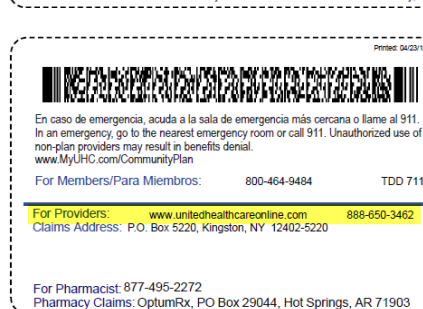 Printed: 04/23/1
En caso de emergencia, acuda a la sala de emergencia más cercana o llame al 911.
In an emergency, go to the nearest emergency room or call 911. Unauthorized use of
non-plan providers may result in benefits denial.
www.MyUHC.com/CommunityPlan
For Members/Para Miembros: 800-464-9484 TDD 711
For Providers: www.unitedhealthcareonline.com 888-650-3462
Claims Address: P.O. Box 5220, Kingston, NY 12402-5220
For Pharmacist: 877-495-2272
Pharmacy Claims: OptumRx, PO Box 29044, Hot Springs, AR 71903